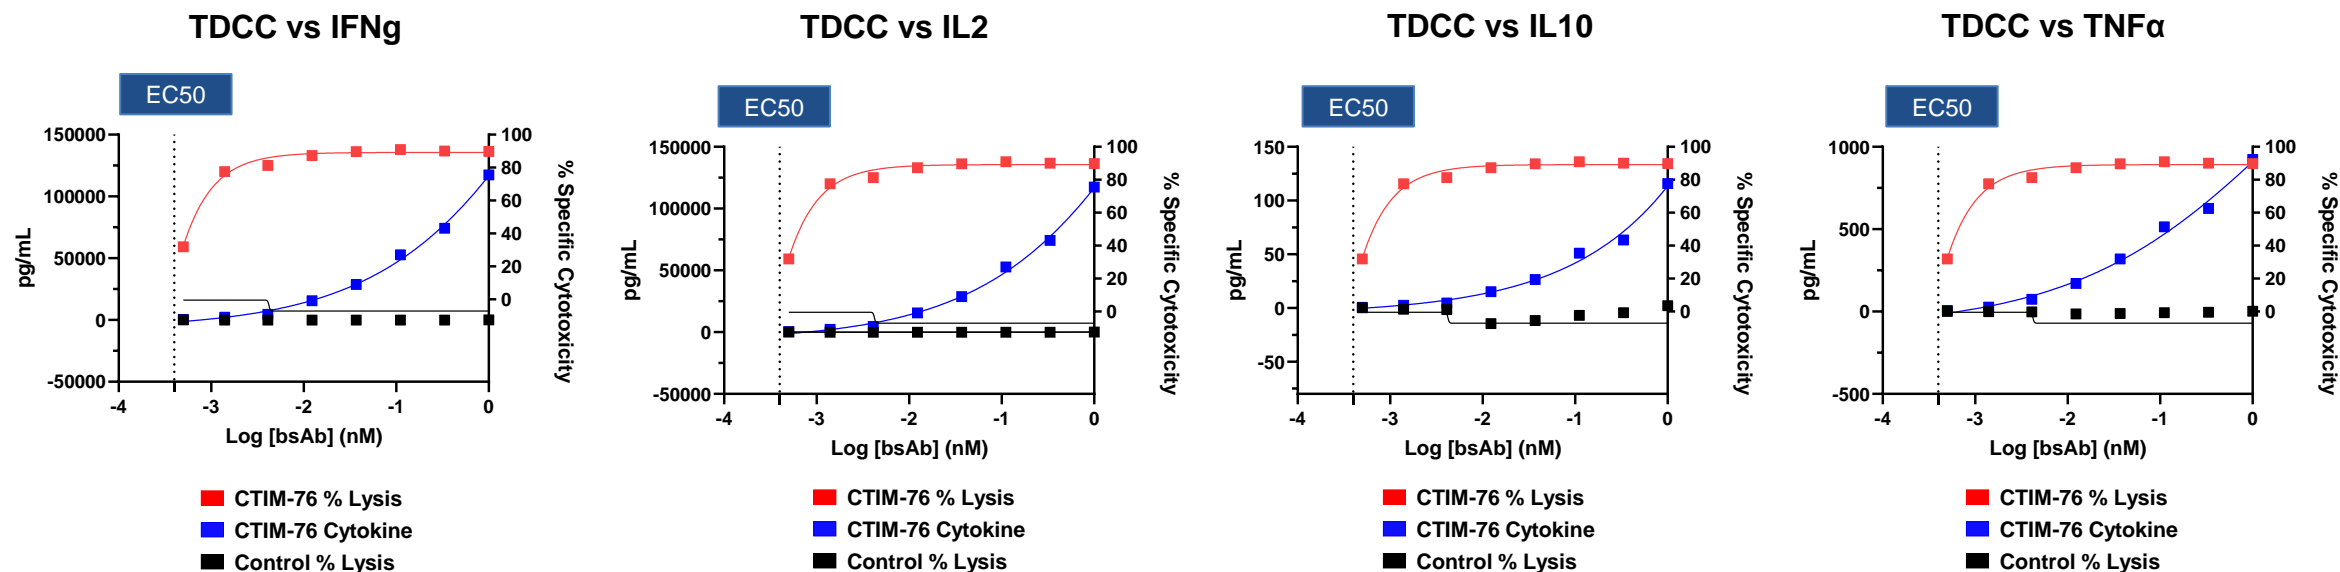 TDCC vs IFNg
EC50
150000
100000
50000
0
-50000
pg/mL
100
80
60
40
20
0
% Specific Cytotoxicity
-4 -3 -2 -1 0
Log [bsAb] (nM)
CTIM-76 % Lysis
CTIM-76 Cytokine
Control % Lysis
TDCC vs IL2
EC50
150000
100000
50000
0
-50000
pg/mL
100
80
60
40
20
0
% Specific Cytotoxicity
-4 -3 -2 -1 0
Log [bsAb] (nM)
CTIM-76 % Lysis
CTIM-76 Cytokine
Control % Lysis
TDCC vs IL10
EC50
150
100
50
0
-50
pg/mL
100
80
60
40
20
0
% Specific Cytotoxicity
-4 -3 -2 -1 0
Log [bsAb] (nM)
CTIM-76 % Lysis
CTIM-76 Cytokine
Control % Lysis
TDCC vs TNFα
EC50
1000
500
0
-500
pg/mL
100
80
60
40
20
0
% Specific Cytotoxicity
-4 -3 -2 -1 0
Log [bsAb] (nM)
CTIM-76 % Lysis
CTIM-76 Cytokine
Control % Lysis